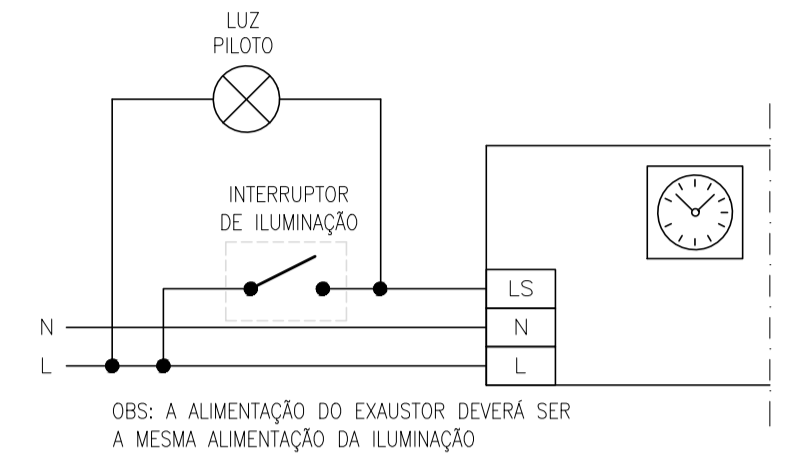 LUZ
PILOTO
INTERRUPTOR
DE ILUMINAÇÃO
LS
N N
L L
OBS: A ALIMENTAÇÃO DO EXAUSTOR DEVERÁ SER
A MESMA ALIMENTAÇÃO DA ILUMINAÇÃO